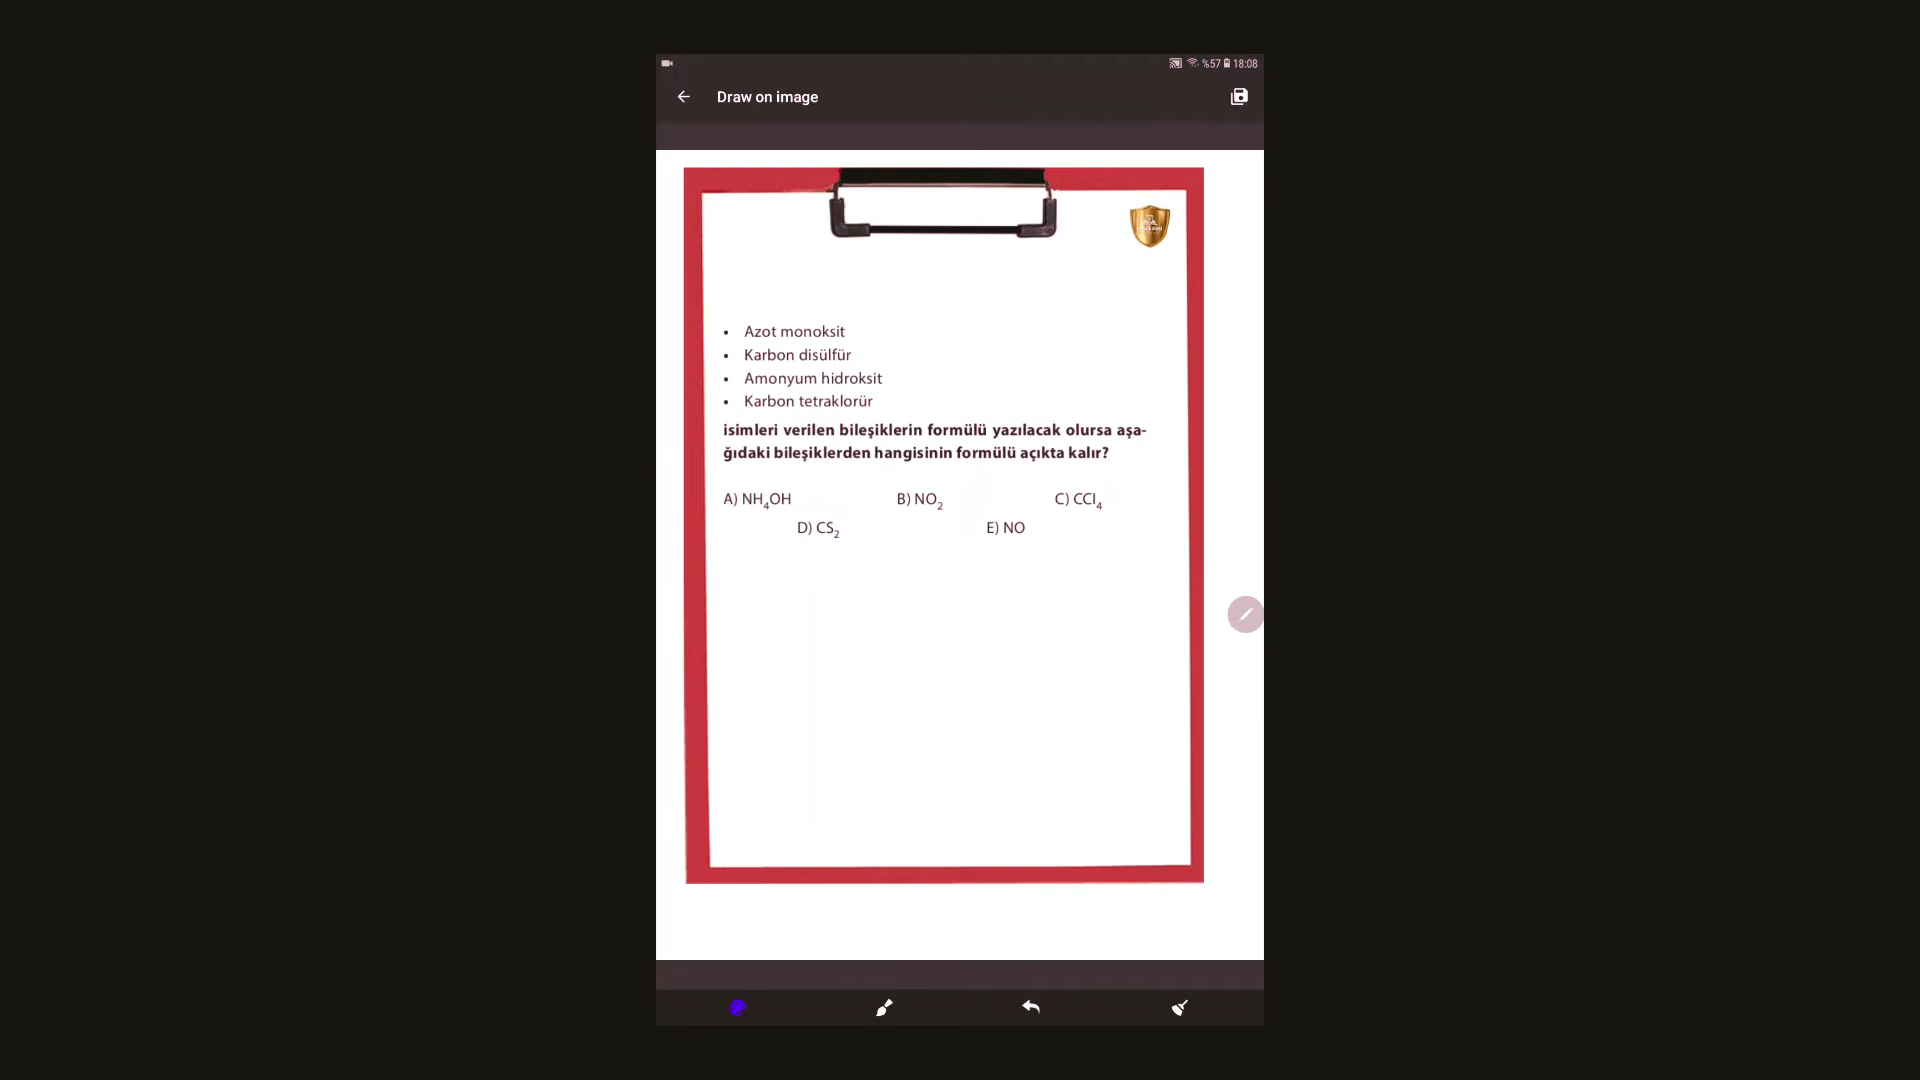 %57 18:08
Draw on image
• Azot monoksit
• Karbon disülfür
• Amonyum hidroksit
• Karbon tetraklorür
isimleri verilen bileşiklerin formülü yazılacak olursa aşa-
ğıdaki bileşiklerden hangisinin formülü açıkta kalır?
A) NH₄OH B) NO₂ C) CCl₄
D) CS₂ E) NO